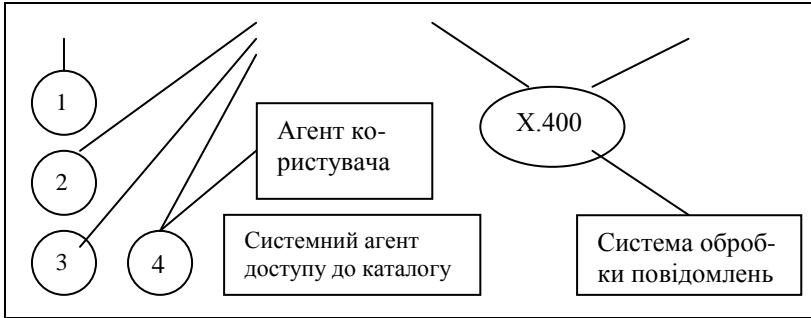 1
Х.400
Агент ко-
ристувача
2
3
4
Системний агент
доступу до каталогу
Система оброб-
ки повідомлень